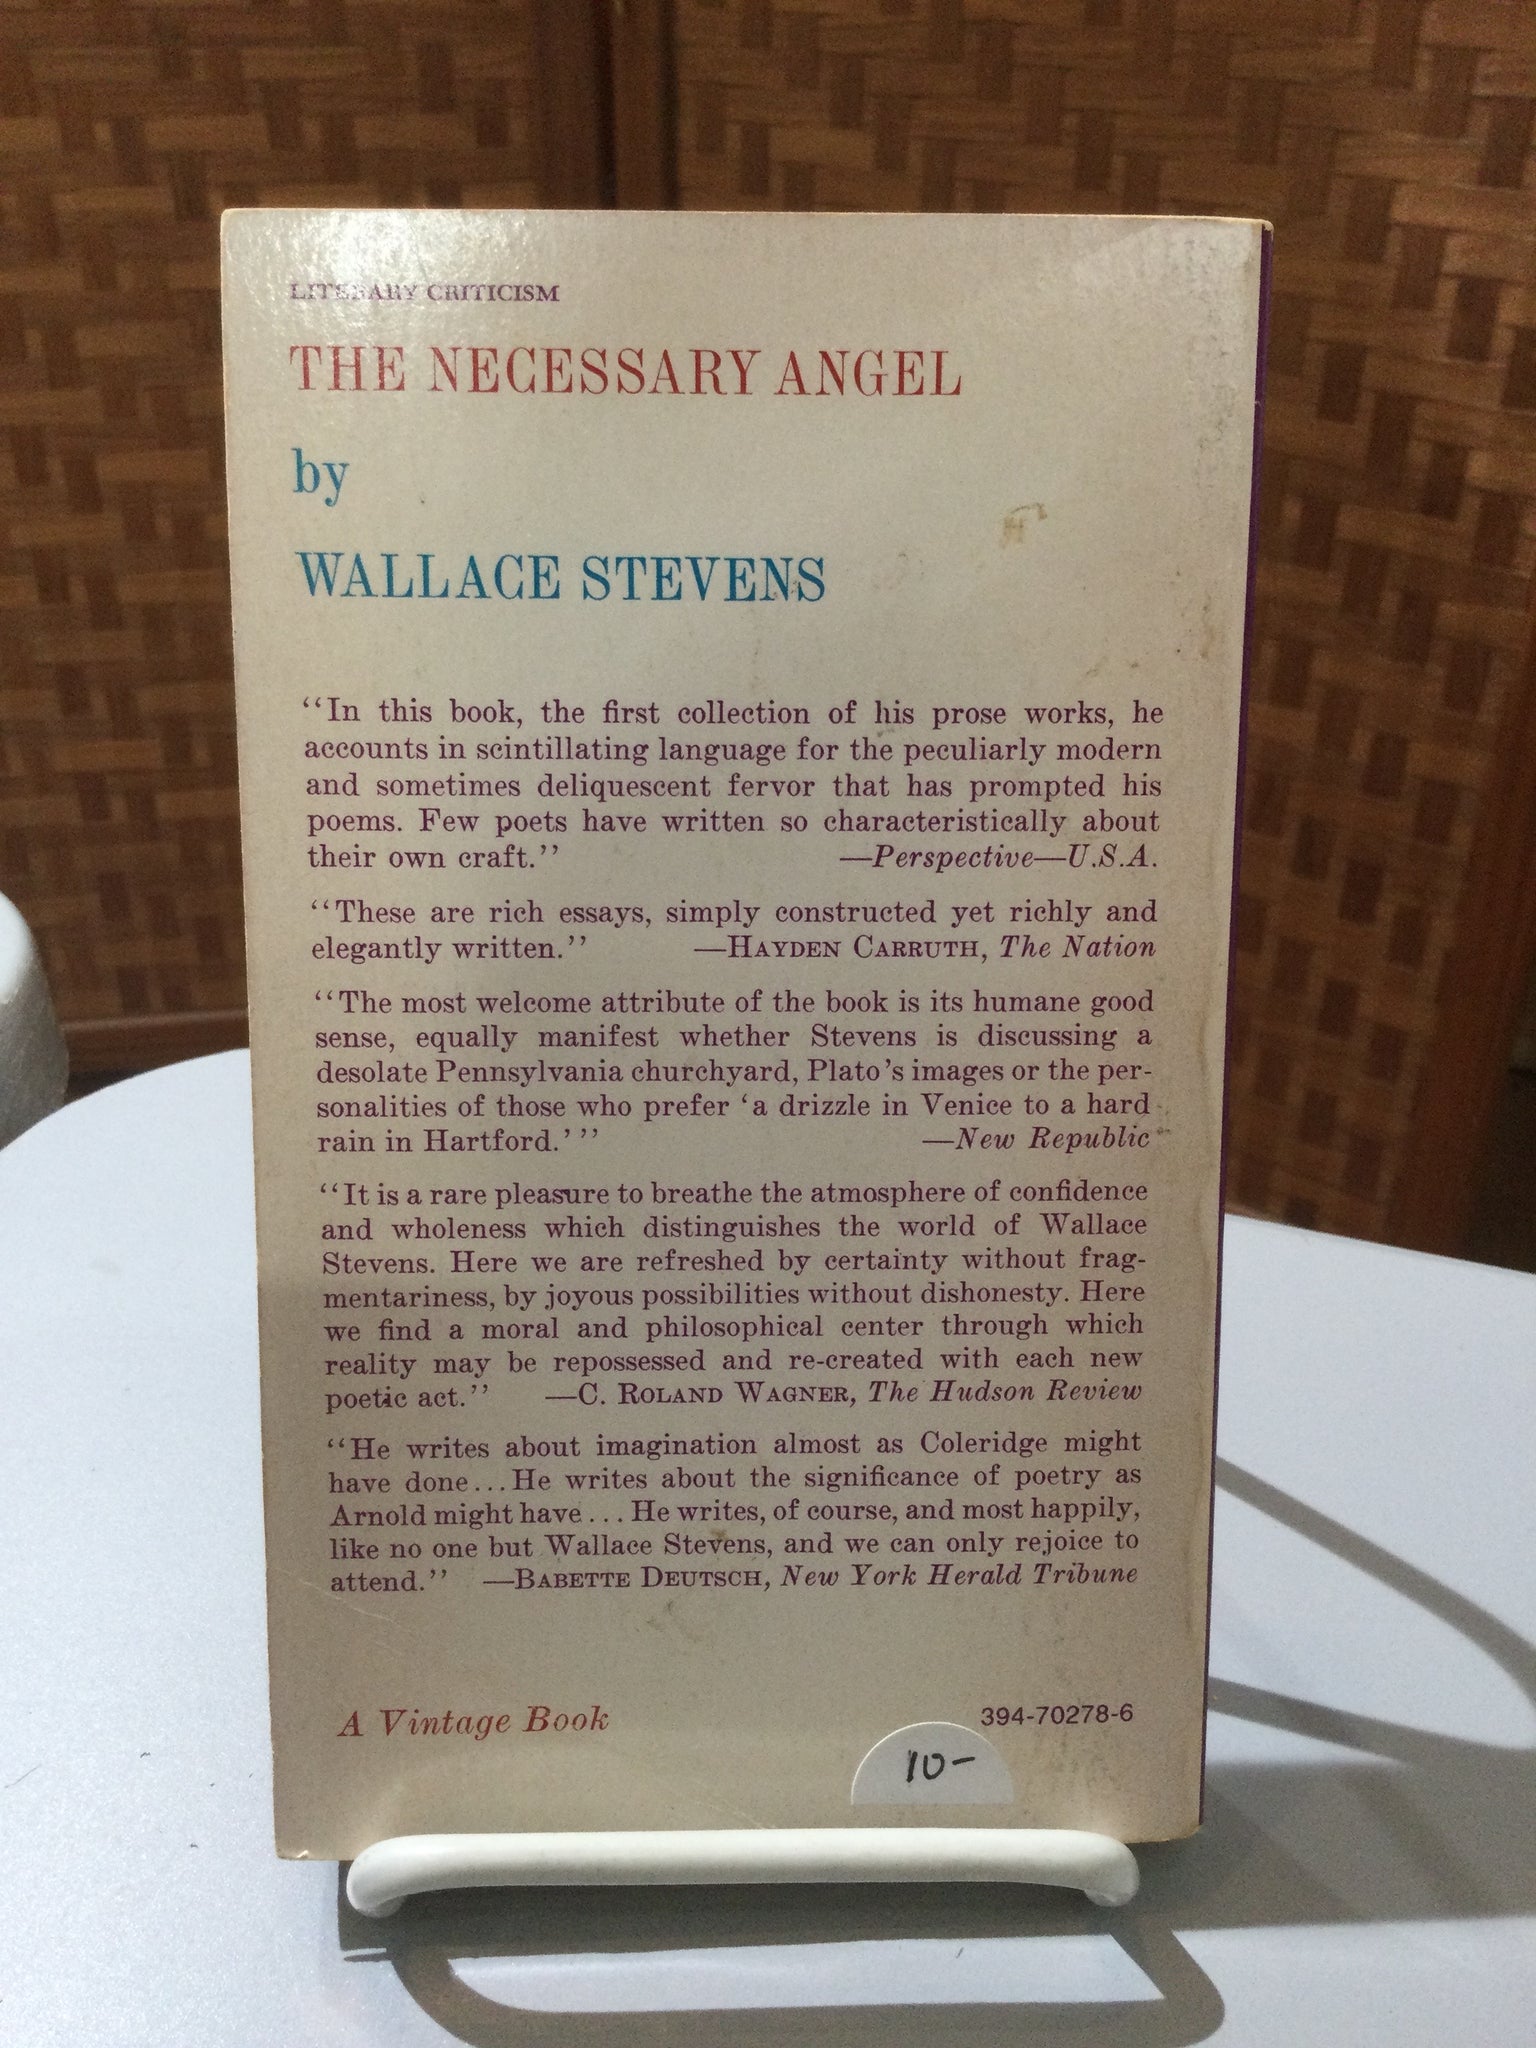 LITERARY CRITICISM
THE NECESSARY ANGEL
by
WALLACE STEVENS
“In this book, the first collection of his prose works, he
accounts in scintillating language for the peculiarly modern
and sometimes deliquescent fervor that has prompted his
poems. Few poets have written so characteristically about
their own craft.” —Perspective—U.S.A.
“These are rich essays, simply constructed yet richly and
elegantly written.” —HAYDEN CARRUTH, The Nation
“The most welcome attribute of the book is its humane good
sense, equally manifest whether Stevens is discussing a
desolate Pennsylvania churchyard, Plato’s images or the per-
sonalities of those who prefer ‘a drizzle in Venice to a hard
rain in Hartford.’” —New Republic
“It is a rare pleasure to breathe the atmosphere of confidence
and wholeness which distinguishes the world of Wallace
Stevens. Here we are refreshed by certainty without frag-
mentariness, by joyous possibilities without dishonesty. Here
we find a moral and philosophical center through which
reality may be repossessed and re-created with each new
poetic act.” —C. ROLAND WAGNER, The Hudson Review
“He writes about imagination almost as Coleridge might
have done... He writes about the significance of poetry as
Arnold might have... He writes, of course, and most happily,
like no one but Wallace Stevens, and we can only rejoice to
attend.” —BABETTE DEUTSCH, New York Herald Tribune
A Vintage Book 394-70278-6
10-